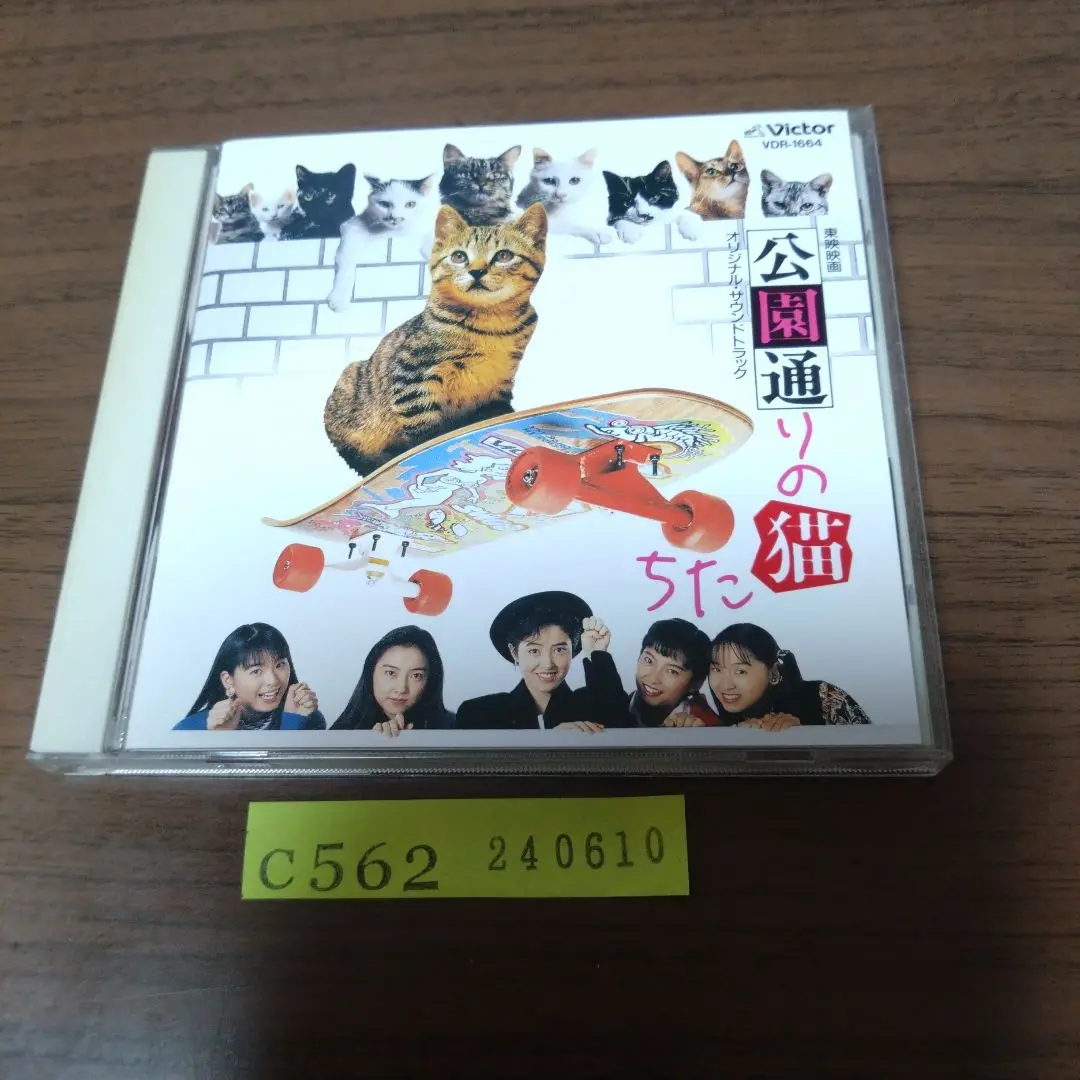 Victor
VDR-1664
東映映画
公園通りの猫たち
オリジナル・サウンドトラック
C562 240610